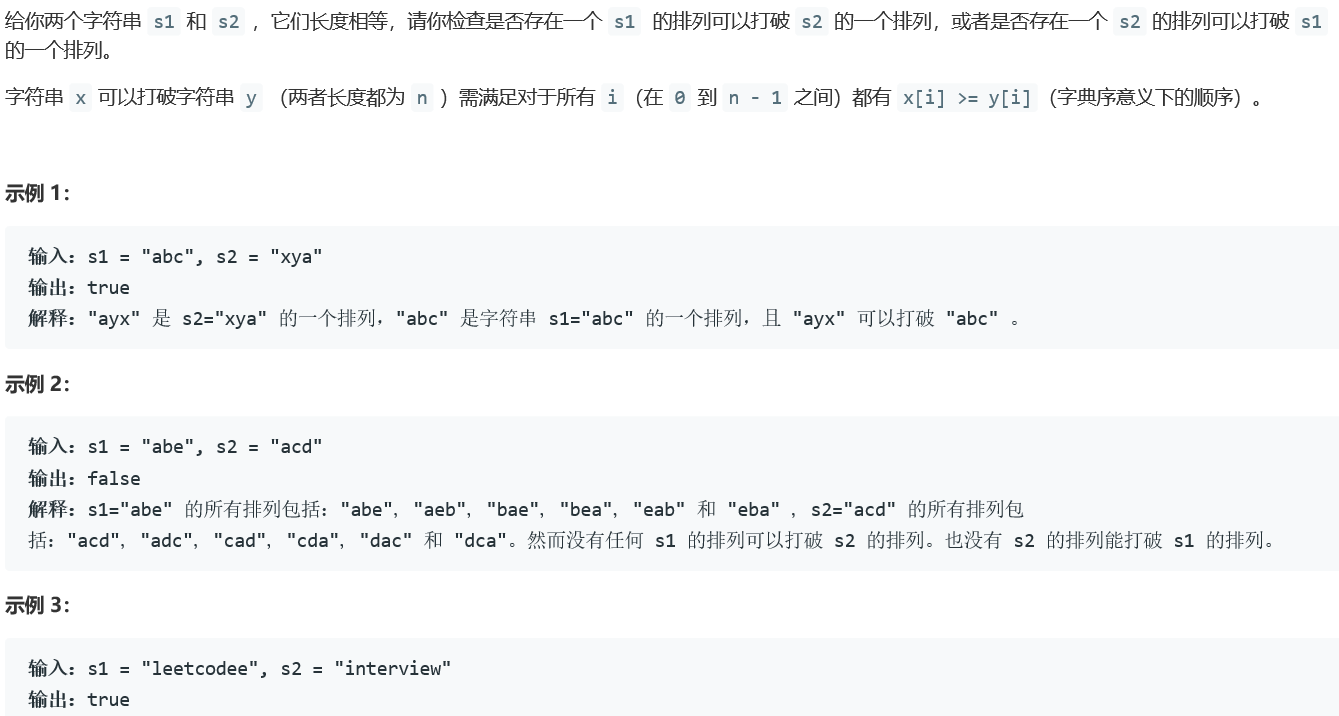 给你两个字符串 s1 和 s2 ，它们长度相等，请你检查是否存在一个 s1 的排列可以打破 s2 的一个排列，或者是否存在一个 s2 的排列可以打破 s1
的一个排列。
字符串 x 可以打破字符串 y （两者长度都为 n ）需满足对于所有 i （在 0 到 n - 1 之间）都有 x[i] >= y[i]（字典序意义下的顺序）。
示例 1：
输入：s1 = "abc", s2 = "xya"
输出：true
解释："ayx" 是 s2="xya" 的一个排列，"abc" 是字符串 s1="abc" 的一个排列，且 "ayx" 可以打破 "abc" 。
示例 2：
输入：s1 = "abe", s2 = "acd"
输出：false
解释：s1="abe" 的所有排列包括："abe"，"aeb"，"bae"，"bea"，"eab" 和 "eba" ，s2="acd" 的所有排列包
括："acd"，"adc"，"cad"，"cda"，"dac" 和 "dca"。然而没有任何 s1 的排列可以打破 s2 的排列。也没有 s2 的排列能打破 s1 的排列。
示例 3：
输入：s1 = "leetcodee", s2 = "interview"
输出：true